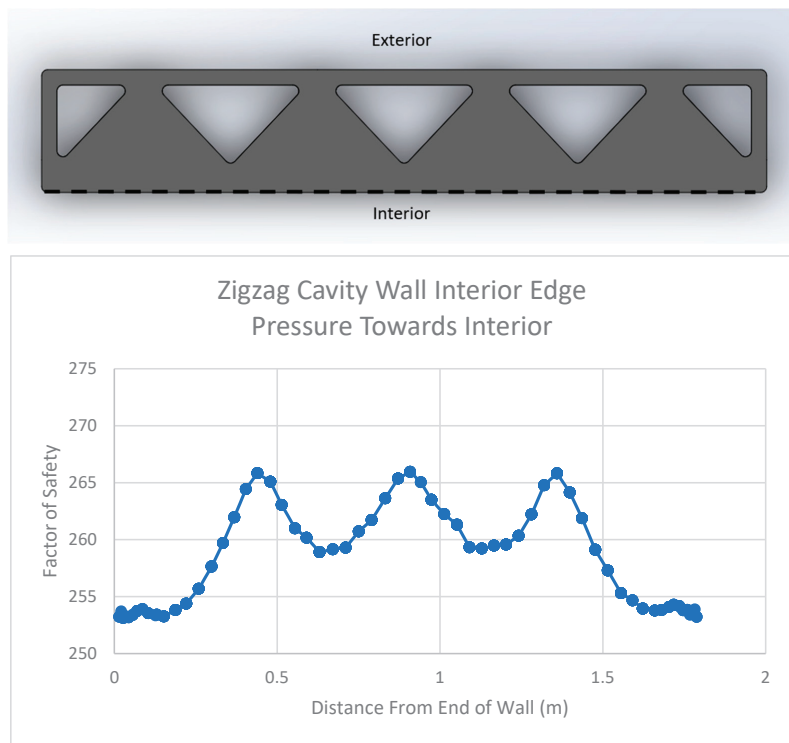 Exterior
Interior
Zigzag Cavity Wall Interior Edge
Pressure Towards Interior
275
270
265
260
255
250
Factor of Safety
0
0.5
1
1.5
2
Distance From End of Wall (m)